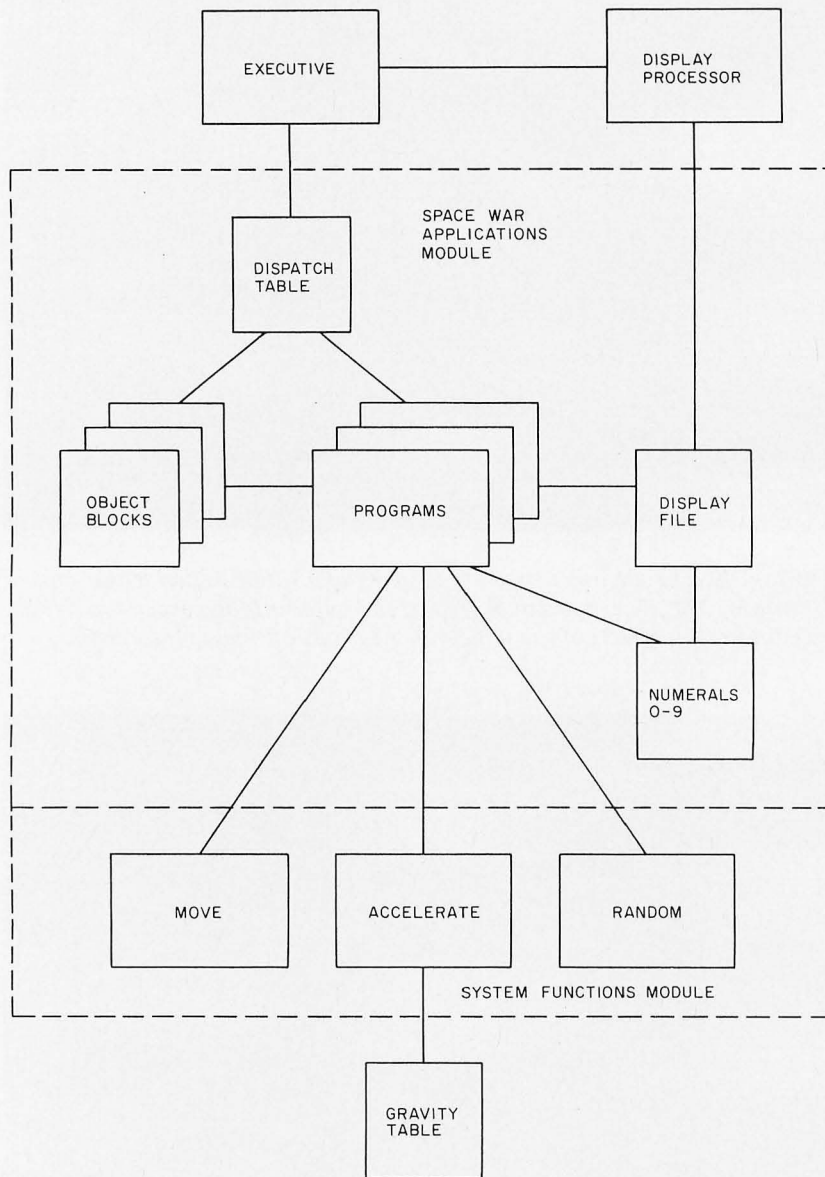 EXECUTIVE
DISPLAY
PROCESSOR
SPACE WAR
APPLICATIONS
MODULE
DISPATCH
TABLE
OBJECT
BLOCKS
PROGRAMS
DISPLAY
FILE
NUMERALS
0-9
MOVE
ACCELERATE
RANDOM
SYSTEM FUNCTIONS MODULE
GRAVITY
TABLE